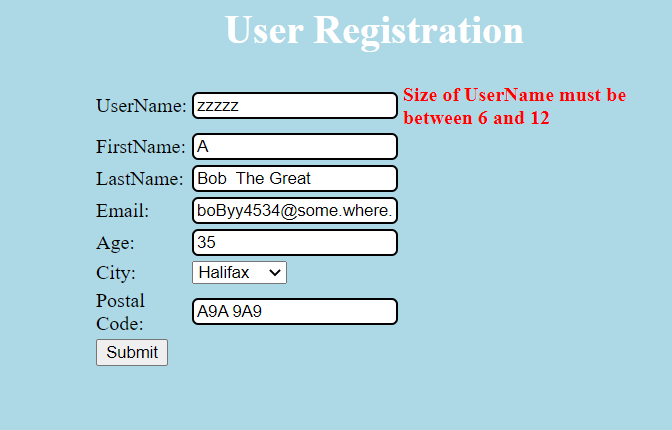 User Registration
UserName: zzzzz Size of UserName must be
between 6 and 12
FirstName: A
LastName: Bob  The Great
Email: boByy4534@some.where.
Age: 35
City: Halifax
Postal
Code: A9A 9A9
Submit